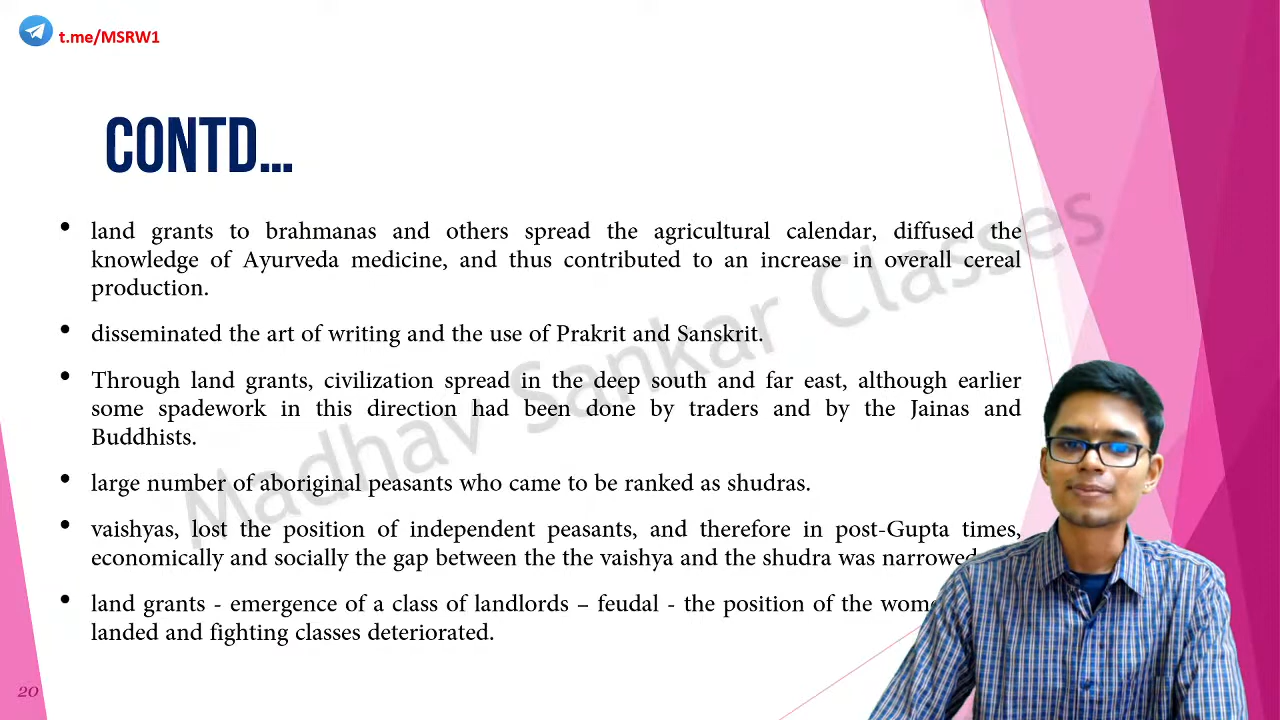 t.me/MSRW1
CONTD...
• land grants to brahmanas and others spread the agricultural calendar, diffused the
knowledge of Ayurveda medicine, and thus contributed to an increase in overall cereal
production.
• disseminated the art of writing and the use of Prakrit and Sanskrit.
• Through land grants, civilization spread in the deep south and far east, although earlier
some spadework in this direction had been done by traders and by the Jainas and
Buddhists.
• large number of aboriginal peasants who came to be ranked as shudras.
• vaishyas, lost the position of independent peasants, and therefore in post-Gupta times,
economically and socially the gap between the the vaishya and the shudra was narrowed
• land grants - emergence of a class of landlords – feudal - the position of the
landed and fighting classes deteriorated.
Madhav Sankar Classes
20